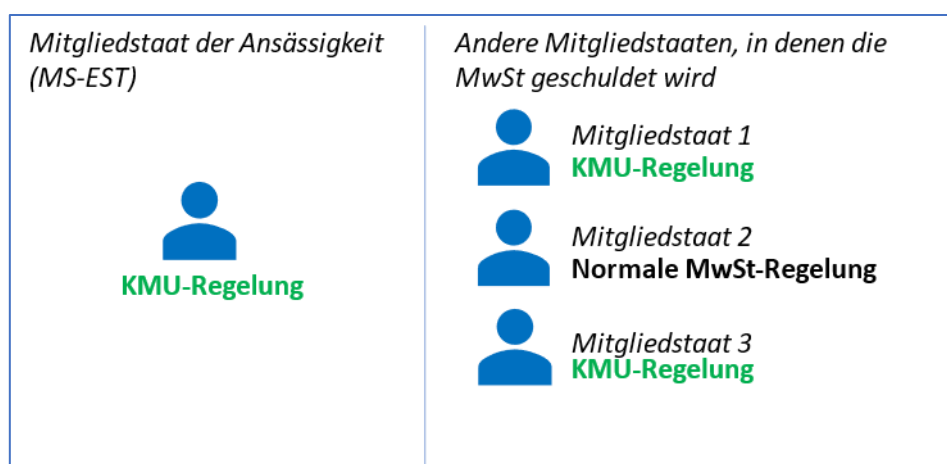 Mitgliedstaat der Ansässigkeit
(MS-EST)
KMU-Regelung
Andere Mitgliedstaaten, in denen die
MwSt geschuldet wird
Mitgliedstaat 1
KMU-Regelung
Mitgliedstaat 2
Normale MwSt-Regelung
Mitgliedstaat 3
KMU-Regelung